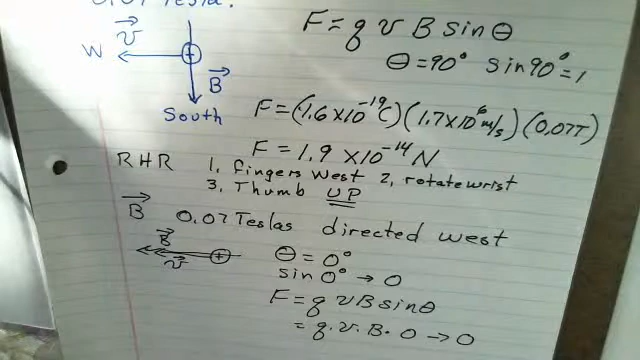 0.07 Tesla.
F = q v B sin θ
v
W
θ = 90° sin 90° = 1
B
South
F = (1.6 x 10⁻¹⁹ C)(1.7 x 10⁶ m/s)(0.07T)
F = 1.9 x 10⁻¹⁴ N
RHR 1. fingers west 2. rotate wrist
3. Thumb UP
B 0.07 Teslas directed west
B
v
θ = 0°
sin 0° → 0
F = q v B sin θ
= q · v · B · 0 → 0